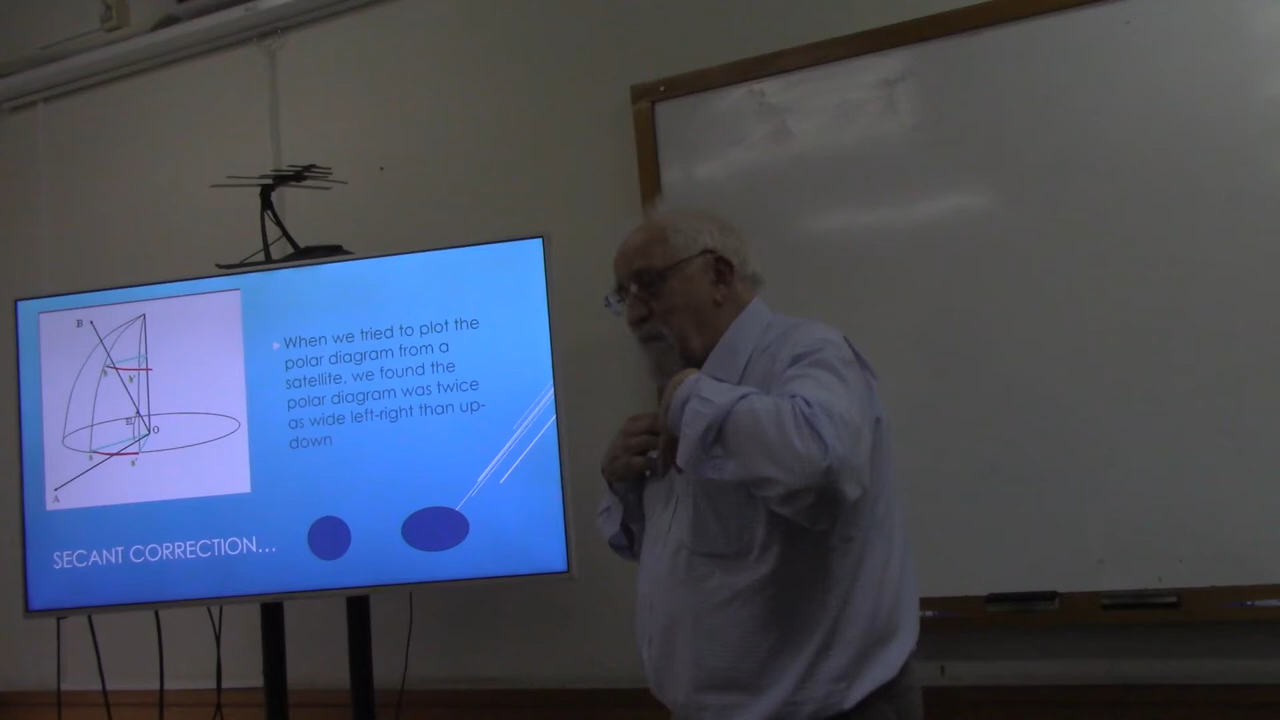 B
When we tried to plot the
polar diagram from a
satellite, we found the
polar diagram was twice
as wide left-right than up-
down
O
A
SECANT CORRECTION...